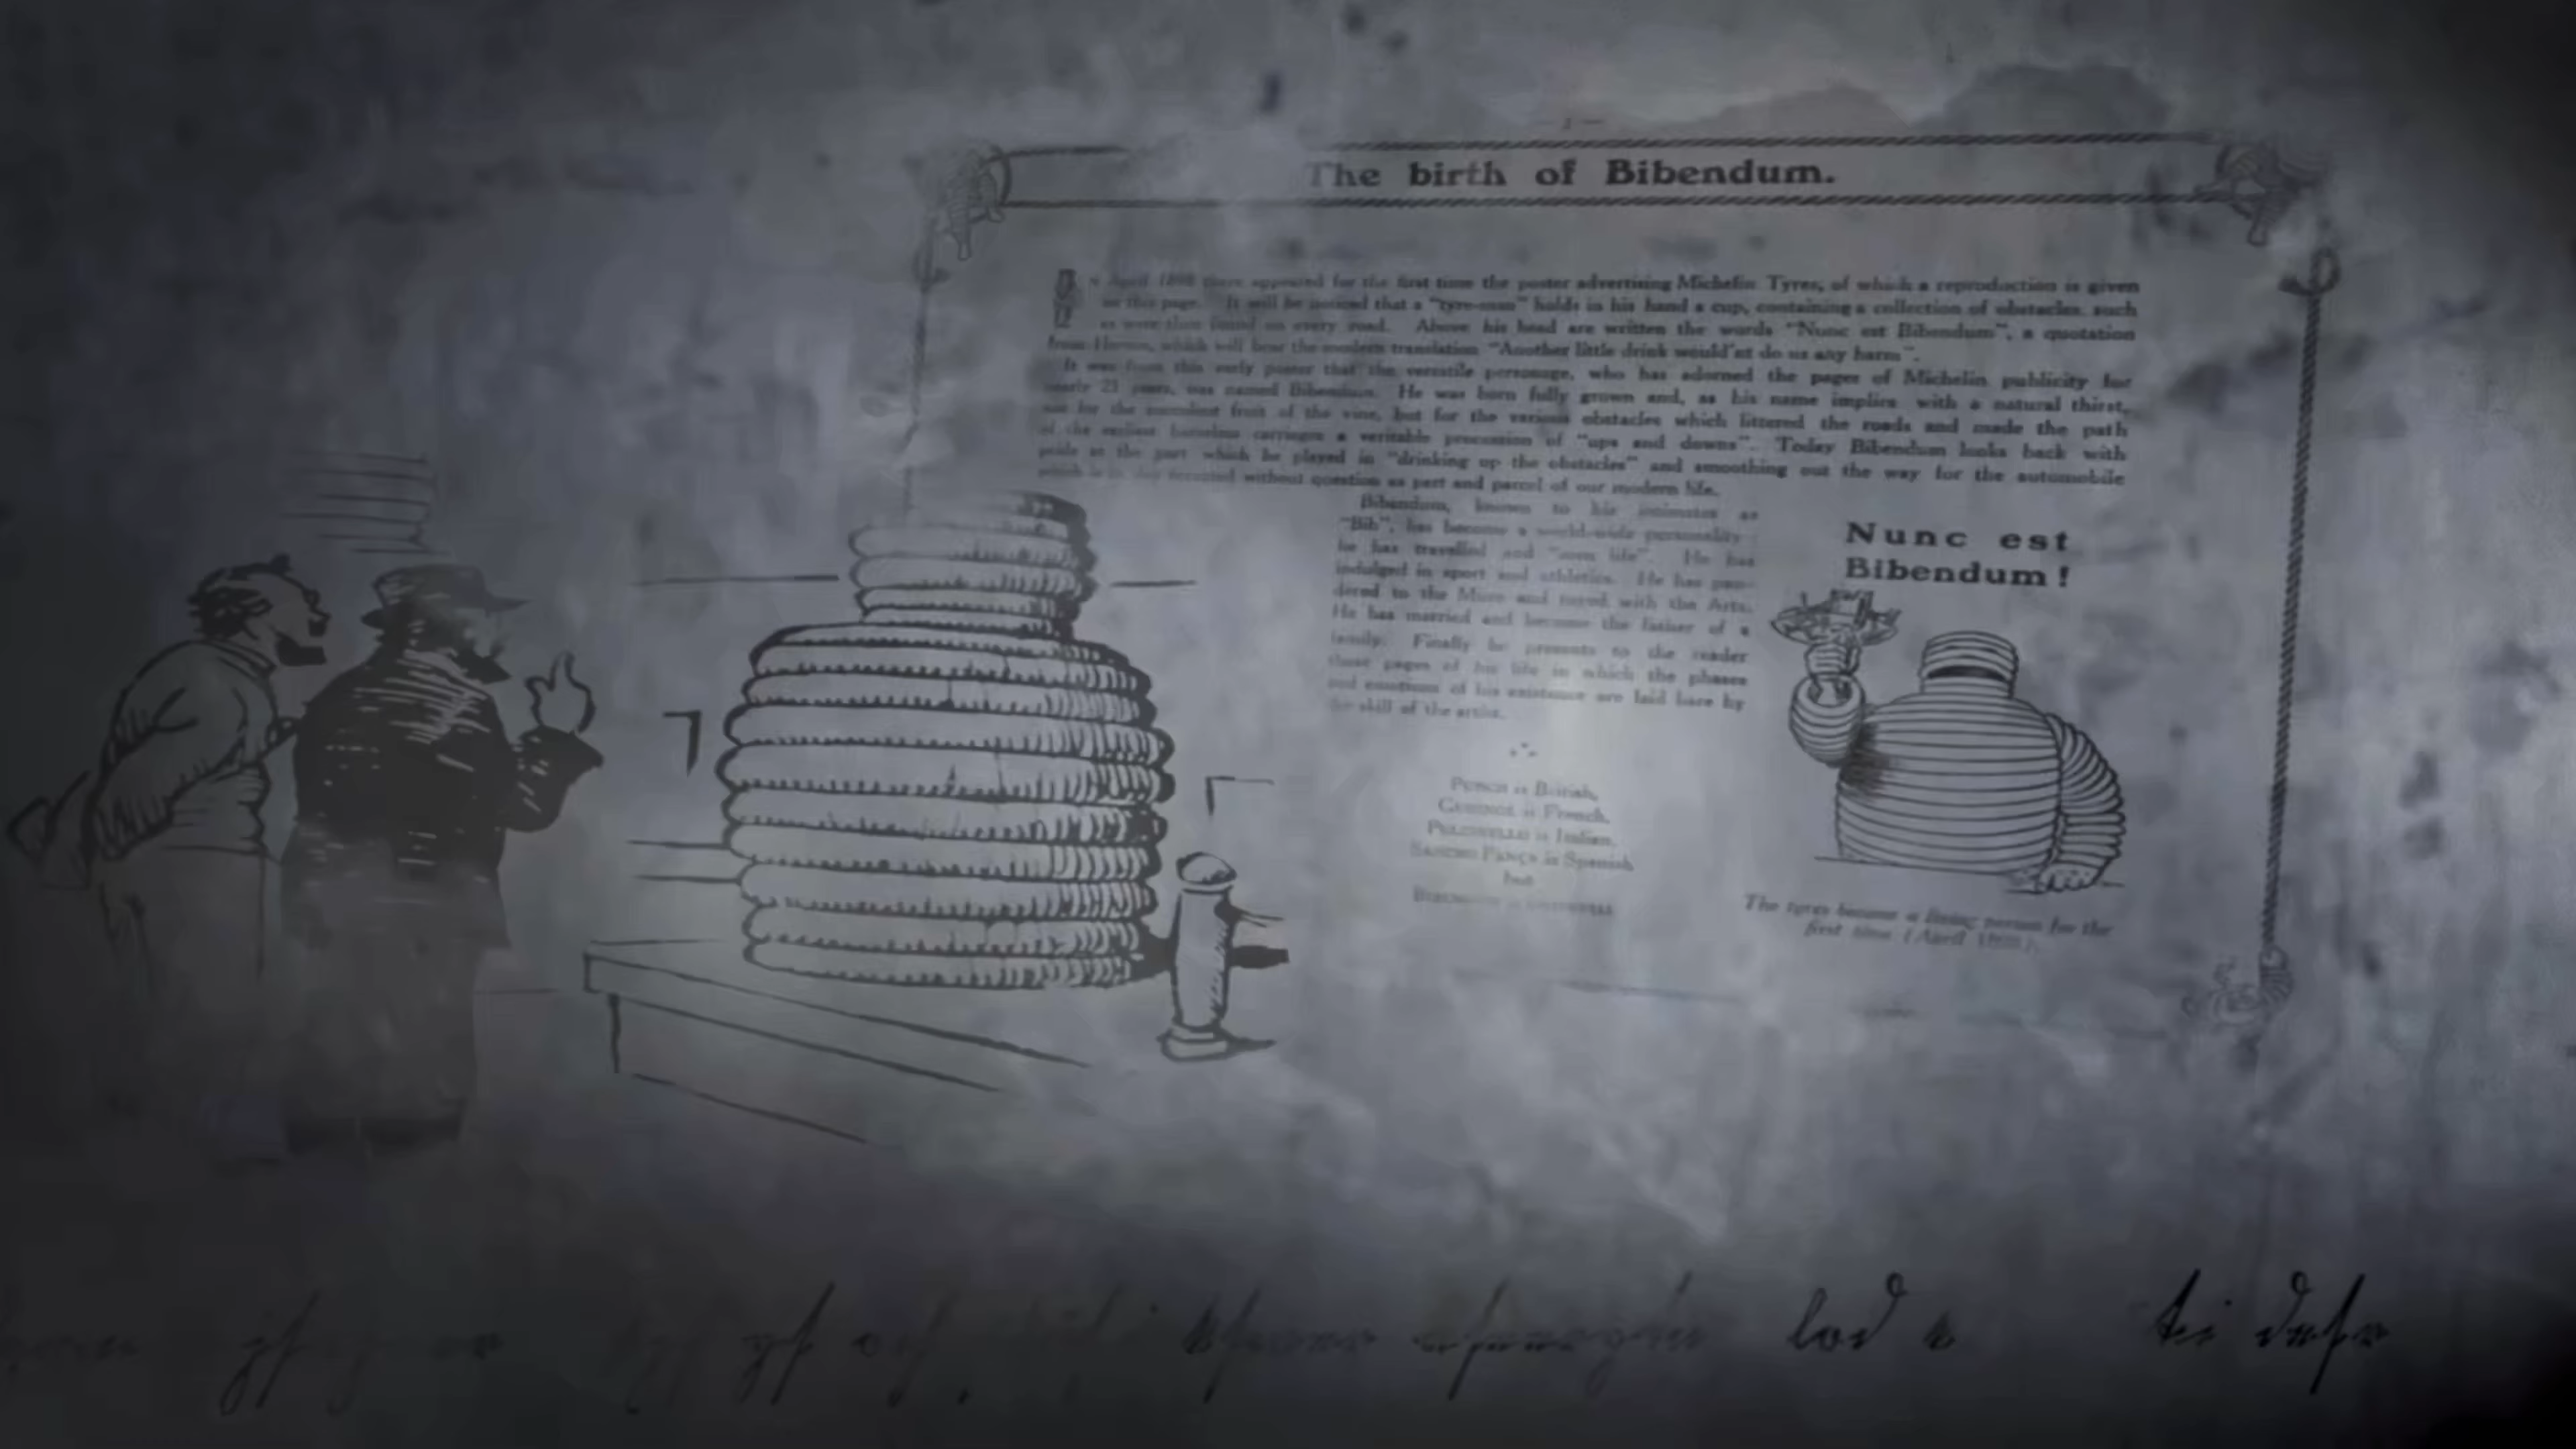 The birth of Bibendum.
April 1898 there appeared for the first time the poster advertising Michelin Tyres, of which a reproduction is given
on this page. It will be noticed that a "tyre-man" holds in his hand a cup, containing a collection of obstacles, such
as were then found on every road. Above his head are written the words "Nunc est Bibendum", a quotation
from Horace, which will bear the modern translation "Another little drink would'nt do us any harm".
It was from this early poster that the versatile personage, who has adorned the pages of Michelin publicity for
nearly 25 years, was named Bibendum. He was born fully grown and, as his name implies with a natural thirst,
not for the succulent fruit of the vine, but for the various obstacles which littered the roads and made the path
of the earliest horseless carriages a veritable procession of "ups and downs". Today Bibendum looks back with
pride at the part which he played in "drinking up the obstacles" and smoothing out the way for the automobile
which is accepted without question as part and parcel of our modern life.
Bibendum, known to his intimates as
"Bib", has become a world-wide personality
he has travelled and "seen life". He has
indulged in sport and athletics. He has pan-
dered to the Muse and toyed with the Arts.
He has married and become the father of a
family. Finally he presents to the reader
these pages of his life in which the phases
and emotions of his existence are laid bare by
the skill of the artist.
Nunc est
Bibendum!
PUNCH is British,
is French,
is Italian,
SANCHO PANÇA is Spanish
but
The tyres became a living person for the
first time. (April 1898).